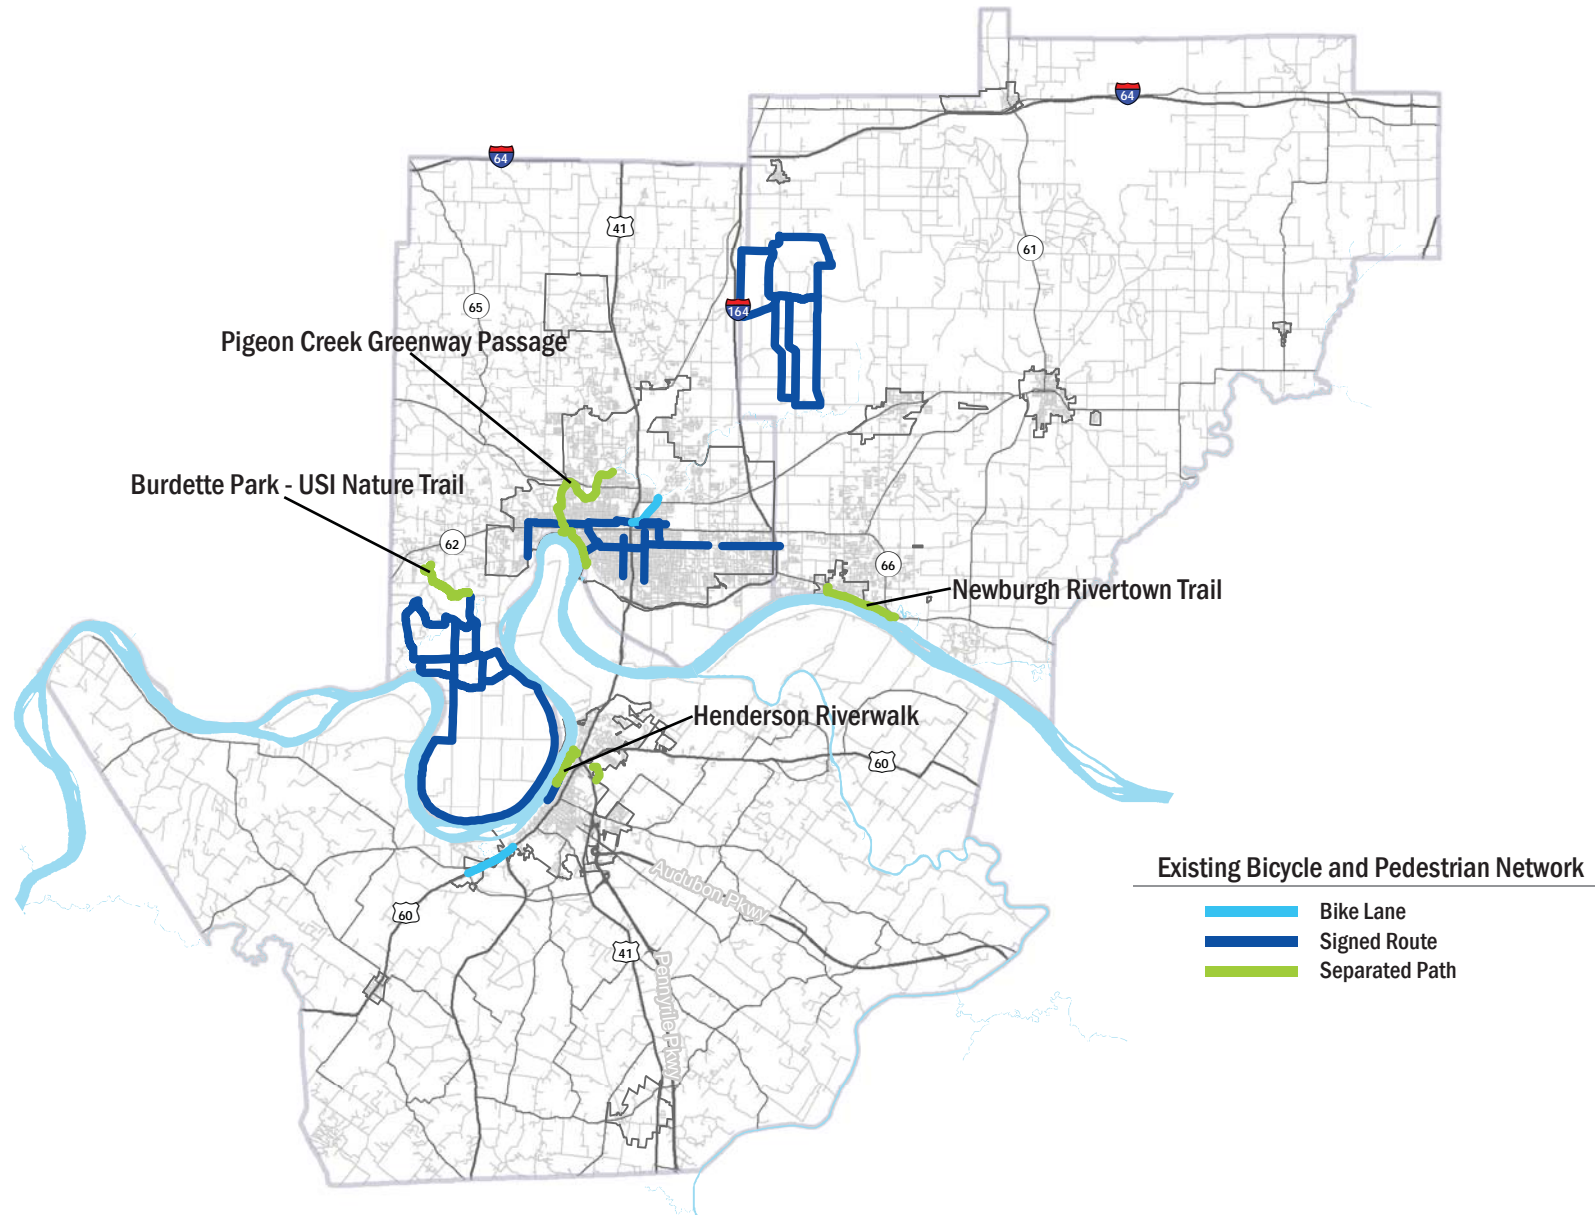 64
64
41
61
65
164
Pigeon Creek Greenway Passage
Burdette Park - USI Nature Trail
62
66
Newburgh Rivertown Trail
Henderson Riverwalk
60
Existing Bicycle and Pedestrian Network
Audubon Pkwy
60
Bike Lane
Signed Route
41
Separated Path
Pennyrile Pkwy